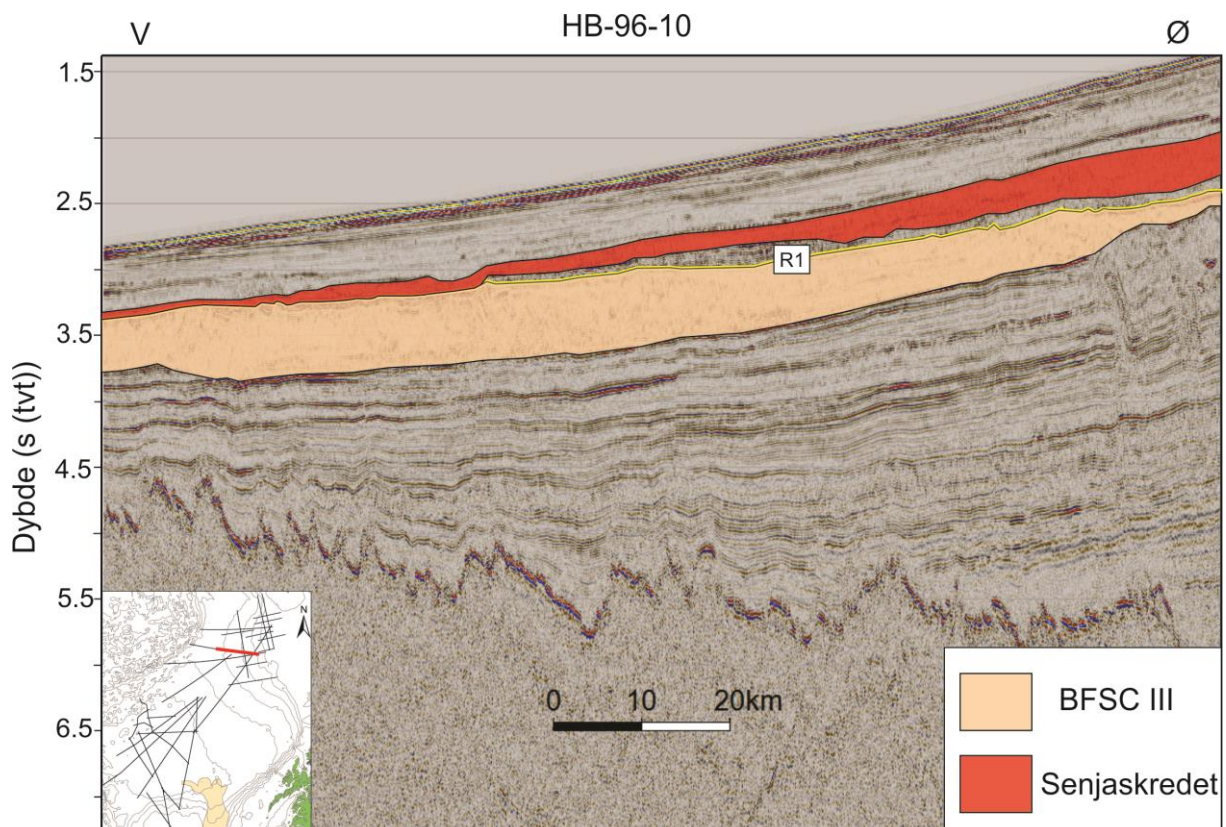 V HB-96-10 Ø
1.5
2.5
R1
3.5
Dybde (s (tvt))
4.5
5.5
N
0 10 20km
BFSC III
6.5
Senjaskredet